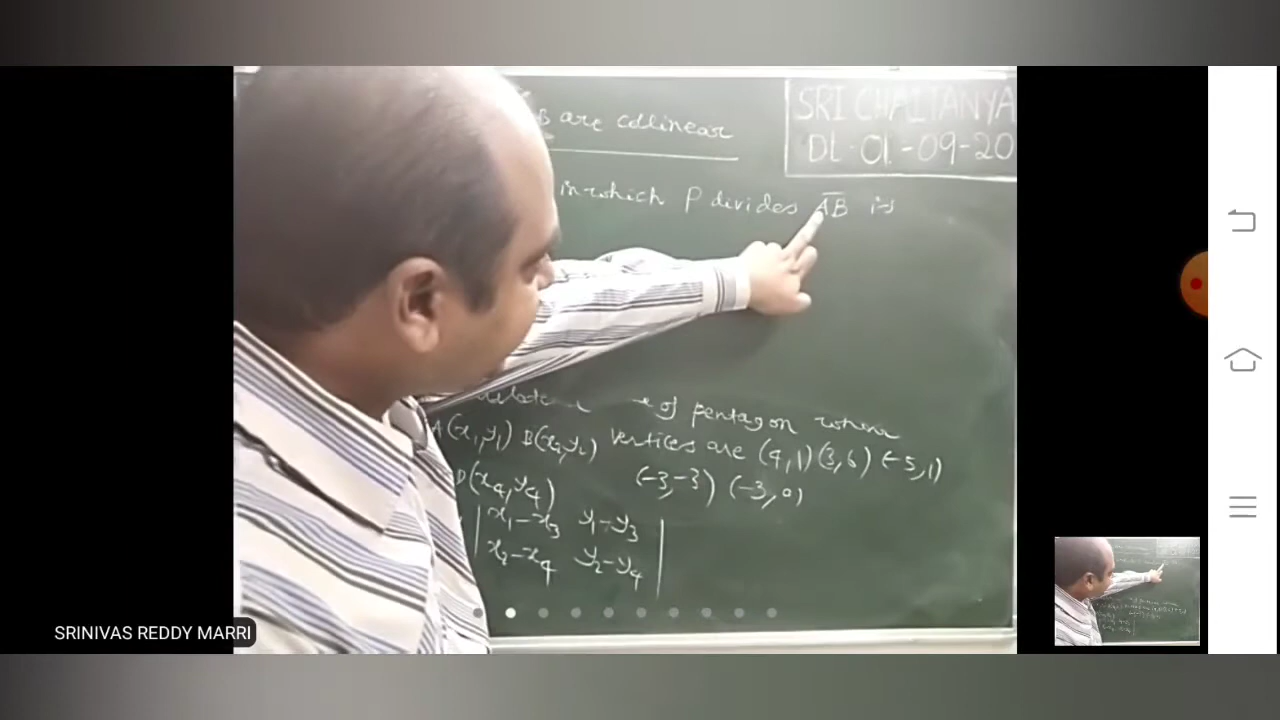 B are collinear
SRI CHAITANYA
DL-01-09-20
in which P divides AB is
of pentagon whose
A(x₁,y₁) B(x₂,y₂) vertices are (4,1)(3,6)(-5,1)
D(x₄,y₄) (-3,-3) (-3,0)
x₁-x₃ y₁-y₃
x₂-x₄ y₂-y₄
SRINIVAS REDDY MARRI